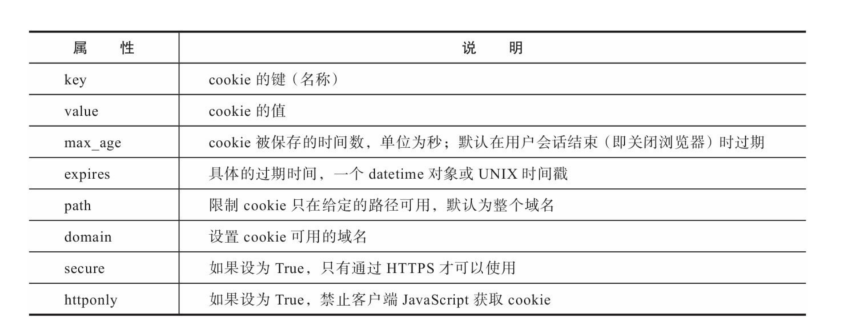 属 性 说 明
key cookie 的键（名称）
value cookie 的值
max_age cookie 被保存的时间数，单位为秒；默认在用户会话结束（即关闭浏览器）时过期
expires 具体的过期时间，一个 datetime 对象或 UNIX 时间戳
path 限制 cookie 只在给定的路径可用，默认为整个域名
domain 设置 cookie 可用的域名
secure 如果设为 True，只有通过 HTTPS 才可以使用
httponly 如果设为 True，禁止客户端 JavaScript 获取 cookie